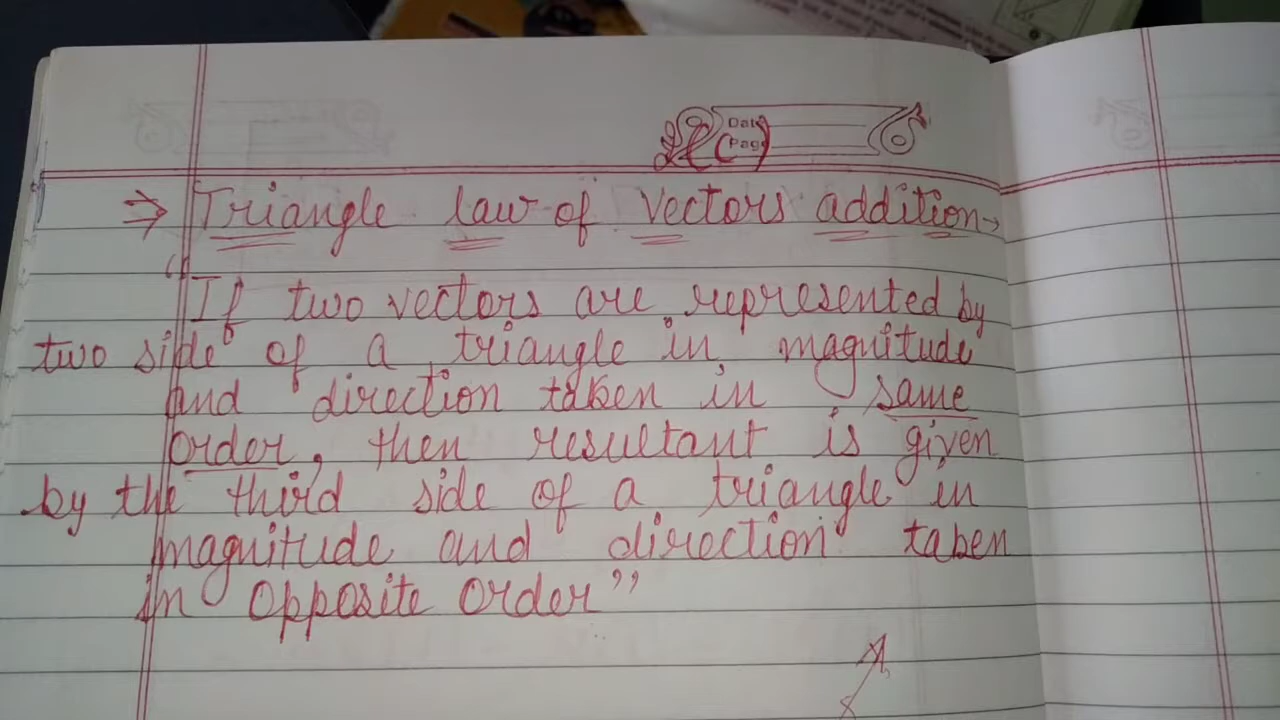 Date
Page
⇒ Triangle law of vectors addition→
"If two vectors are represented by
two side of a triangle in magnitude
and direction taken in same
order, then resultant is given
by the third side of a triangle in
magnitude and direction taken
in opposite order”